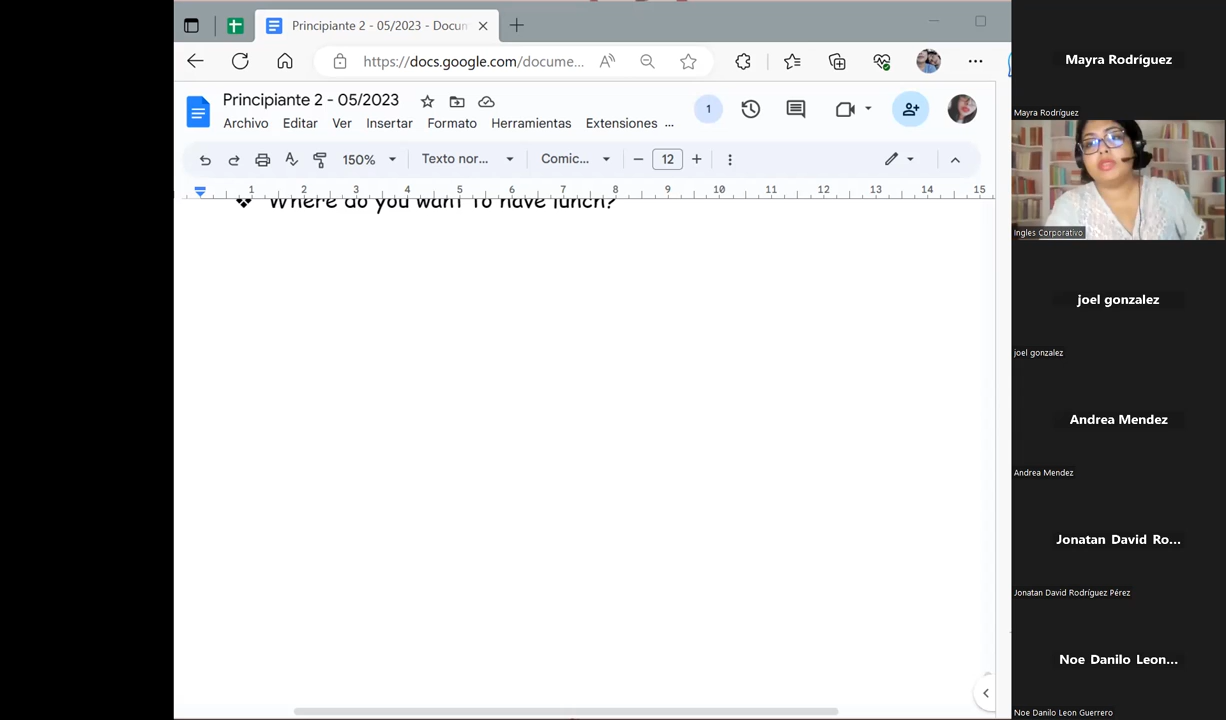 Principiante 2 - 05/2023 - Docun
https://docs.google.com/docume...
Principiante 2 - 05/2023
Archivo Editar Ver Insertar Formato Herramientas Extensiones ...
1
150% Texto nor... Comic... 12
1 2 3 4 5 6 7 8 9 10 11 12 13 14 15
Where do you want to have lunch?
Mayra Rodríguez
Mayra Rodríguez
Ingles Corporativo
joel gonzalez
joel gonzalez
Andrea Mendez
Andrea Mendez
Jonatan David Ro...
Jonatan David Rodríguez Pérez
Noe Danilo Leon...
Noe Danilo Leon Guerrero